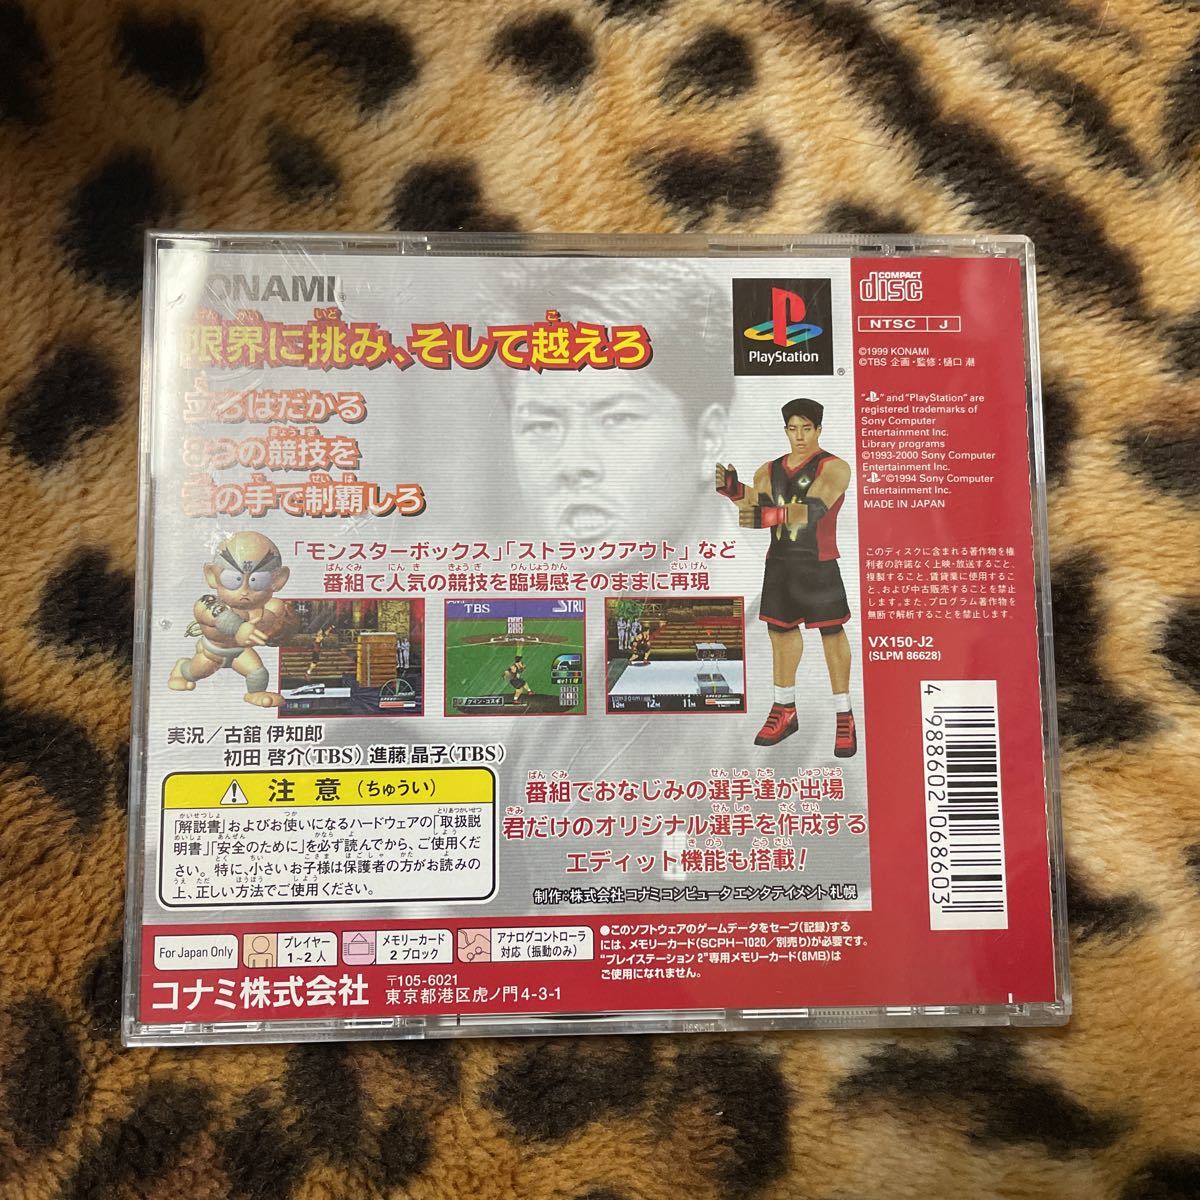 KONAMI
限界に挑み、そして越えろ
立ちはだかる
8つの競技を
君の手で制覇しろ
「モンスターボックス」「ストラックアウト」など
番組で人気の競技を臨場感そのままに再現
TBS
STRU
ケイン・コスギ
10M
12M
11M
実況／古舘 伊知郎
初田 啓介(TBS) 進藤 晶子(TBS)
注 意（ちゅうい）
「解説書」およびお使いになるハードウェアの「取扱説
明書」「安全のために」を必ず読んでから、ご使用くだ
さい。特に、小さいお子様は保護者の方がお読みの
上、正しい方法でご使用ください。
番組でおなじみの選手達が出場
君だけのオリジナル選手を作成する
エディット機能も搭載！
制作：株式会社 コナミコンピュータ エンタテイメント 札幌
For Japan Only
プレイヤー
1～2人
メモリーカード
2 ブロック
アナログコントローラ
対応（振動のみ）
●このソフトウェアのゲームデータをセーブ(記録)する
には、メモリーカード(SCPH-1020／別売り)が必要です。
"プレイステーション 2"専用メモリーカード(8MB)は
ご使用になれません。
コナミ株式会社
〒105-6021
東京都港区虎ノ門4-3-1
PlayStation
®
COMPACT
disc
NTSC J
©1999 KONAMI
©TBS 企画・監修：樋口 潮
" " and "PlayStation" are
registered trademarks of
Sony Computer
Entertainment Inc.
Library programs
©1993-2000 Sony Computer
Entertainment Inc.
" "©1994 Sony Computer
Entertainment Inc.
MADE IN JAPAN
このディスクに含まれる著作物を権
利者の許諾なく上映・放送すること、
複製すること、賃貸業に使用するこ
と、および中古販売することを禁止
します。また、プログラム著作物を
無断で解析することを禁止します。
VX150-J2
(SLPM 86628)
4 988602 068603